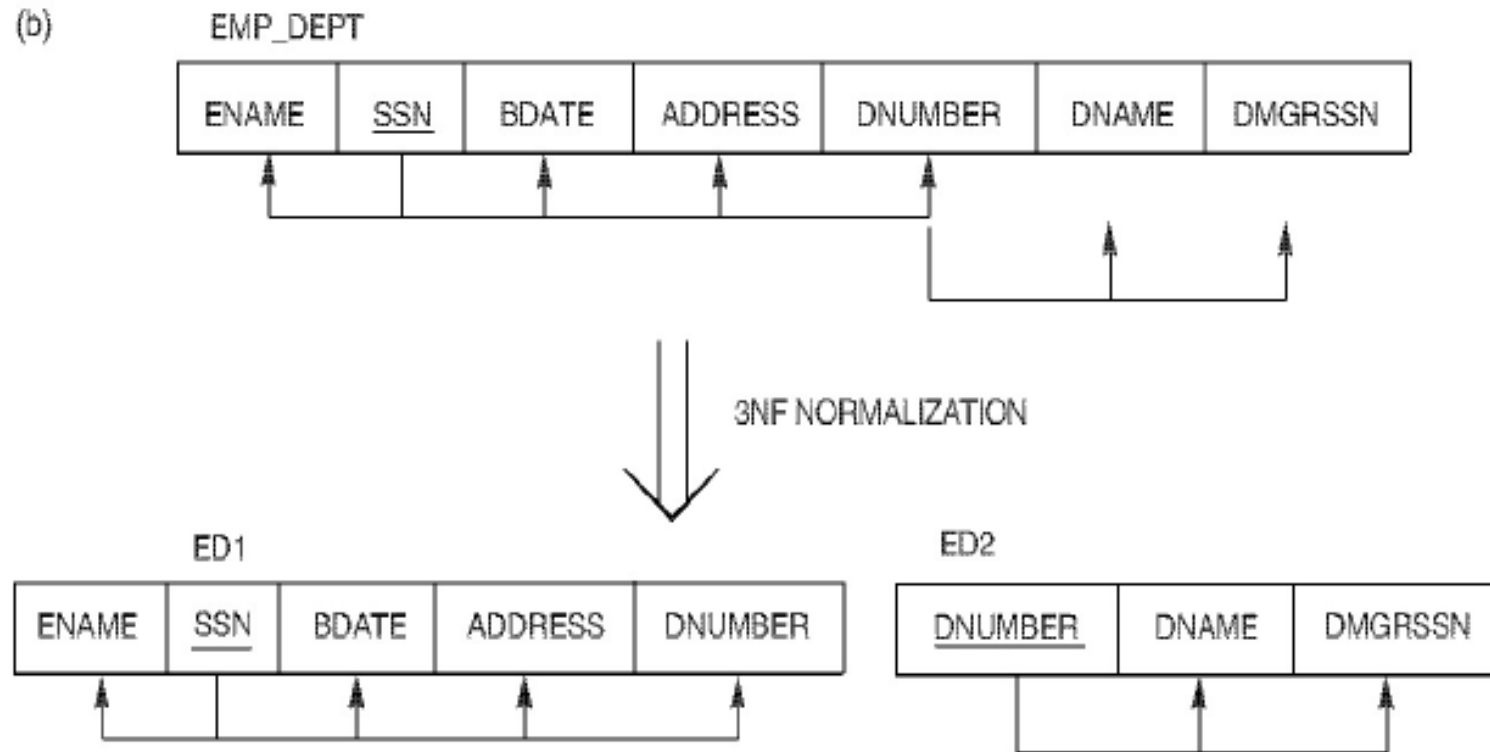 (b)
EMP_DEPT
ENAME SSN BDATE ADDRESS DNUMBER DNAME DMGRSSN
3NF NORMALIZATION
ED1
ENAME SSN BDATE ADDRESS DNUMBER
ED2
DNUMBER DNAME DMGRSSN